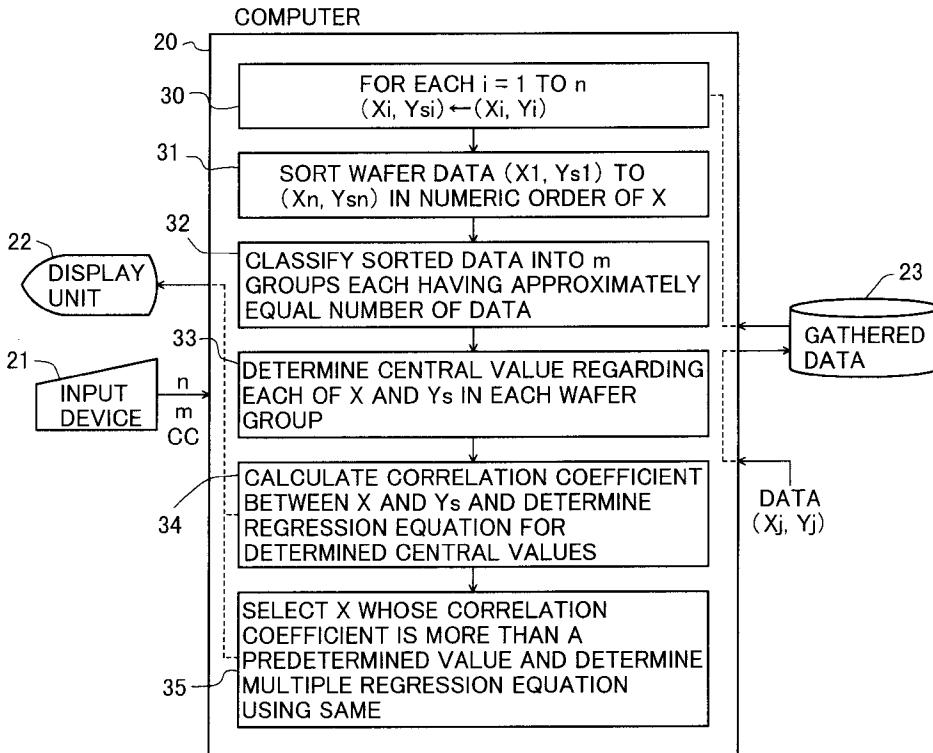 COMPUTER
20
FOR EACH i = 1 TO n
(Xi, Ysi) ← (Xi, Yi)
30
31
SORT WAFER DATA (X1, Ys1) TO
(Xn, Ysn) IN NUMERIC ORDER OF X
32
CLASSIFY SORTED DATA INTO m
GROUPS EACH HAVING APPROXIMATELY
EQUAL NUMBER OF DATA
22
DISPLAY
UNIT
23
GATHERED
DATA
33
DETERMINE CENTRAL VALUE REGARDING
EACH OF X AND Ys IN EACH WAFER
GROUP
21
INPUT
DEVICE
n
m
CC
34
CALCULATE CORRELATION COEFFICIENT
BETWEEN X AND Ys AND DETERMINE
REGRESSION EQUATION FOR
DETERMINED CENTRAL VALUES
DATA
(Xj, Yj)
35
SELECT X WHOSE CORRELATION
COEFFICIENT IS MORE THAN A
PREDETERMINED VALUE AND DETERMINE
MULTIPLE REGRESSION EQUATION
USING SAME